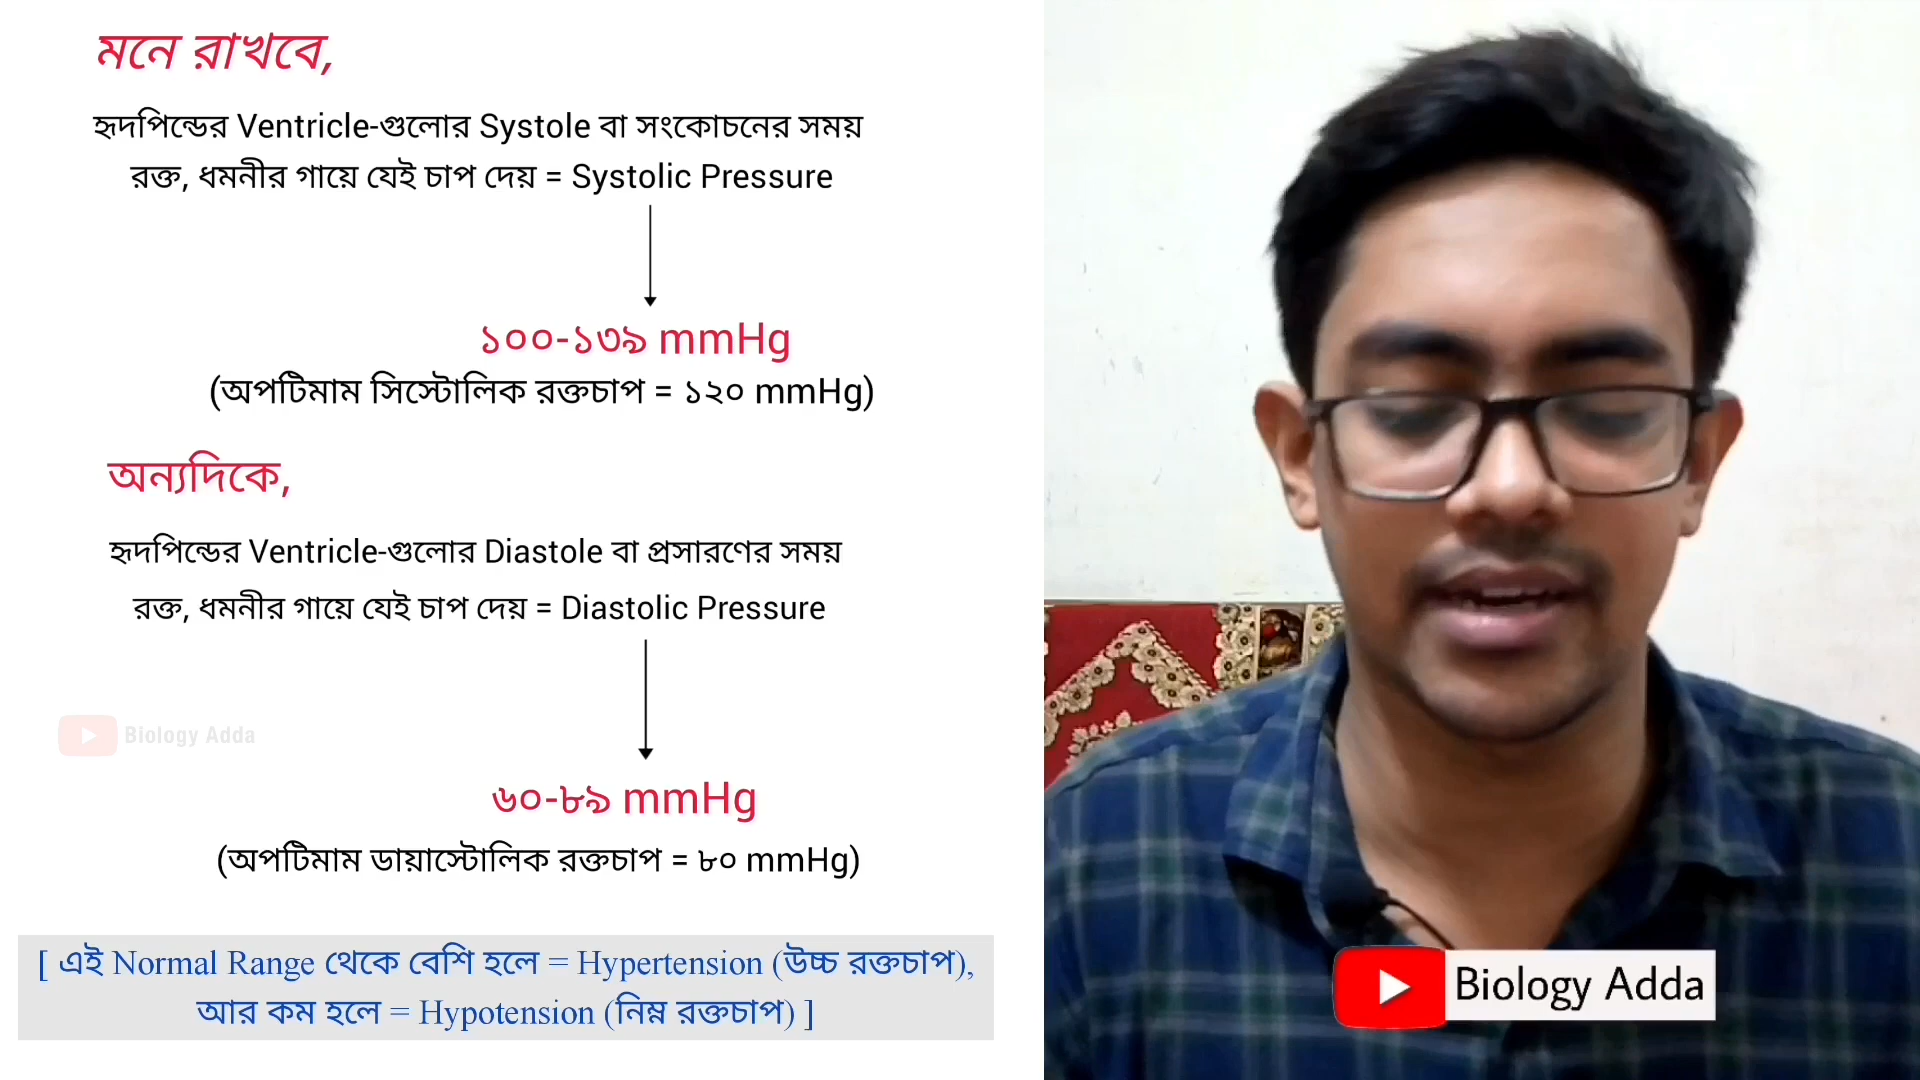 মনে রাখবে,
হৃদপিন্ডের Ventricle-গুলোর Systole বা সংকোচনের সময়
রক্ত, ধমনীর গায়ে যেই চাপ দেয় = Systolic Pressure
১০০-১৩৯ mmHg
(অপটিমাম সিস্টোলিক রক্তচাপ = ১২০ mmHg)
অন্যদিকে,
হৃদপিন্ডের Ventricle-গুলোর Diastole বা প্রসারণের সময়
রক্ত, ধমনীর গায়ে যেই চাপ দেয় = Diastolic Pressure
Biology Adda
৬০-৮৯ mmHg
(অপটিমাম ডায়াস্টোলিক রক্তচাপ = ৮০ mmHg)
[ এই Normal Range থেকে বেশি হলে = Hypertension (উচ্চ রক্তচাপ),
আর কম হলে = Hypotension (নিম্ন রক্তচাপ) ]
Biology Adda